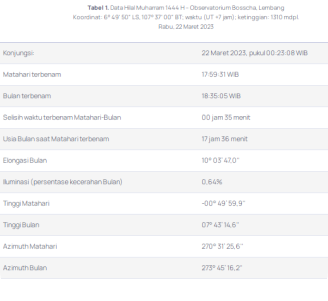 Tabel 1. Data Hilal Muharram 1444 H - Observatorium Bosscha, Lembang
Koordinat: 6° 49' 50" LS, 107° 37' 00" BT; waktu (UT +7 jam); ketinggian: 1310 mdpl
Rabu, 22 Maret 2023
Konjungsi 22 Maret 2023, pukul 00:23:08 WIB
Matahari terbenam 17:59:31 WIB
Bulan terbenam 18:35:05 WIB
Selisih waktu terbenam Matahari-Bulan 00 jam 35 menit
Usia Bulan saat Matahari terbenam 17 jam 36 menit
Elongasi Bulan 10° 03' 47,0"
Iluminasi (persentase kecerahan Bulan) 0,64%
Tinggi Matahari -00° 49' 59,9"
Tinggi Bulan 07° 43' 14,6"
Azimuth Matahari 270° 31' 25,6"
Azimuth Bulan 273° 45' 16,2"